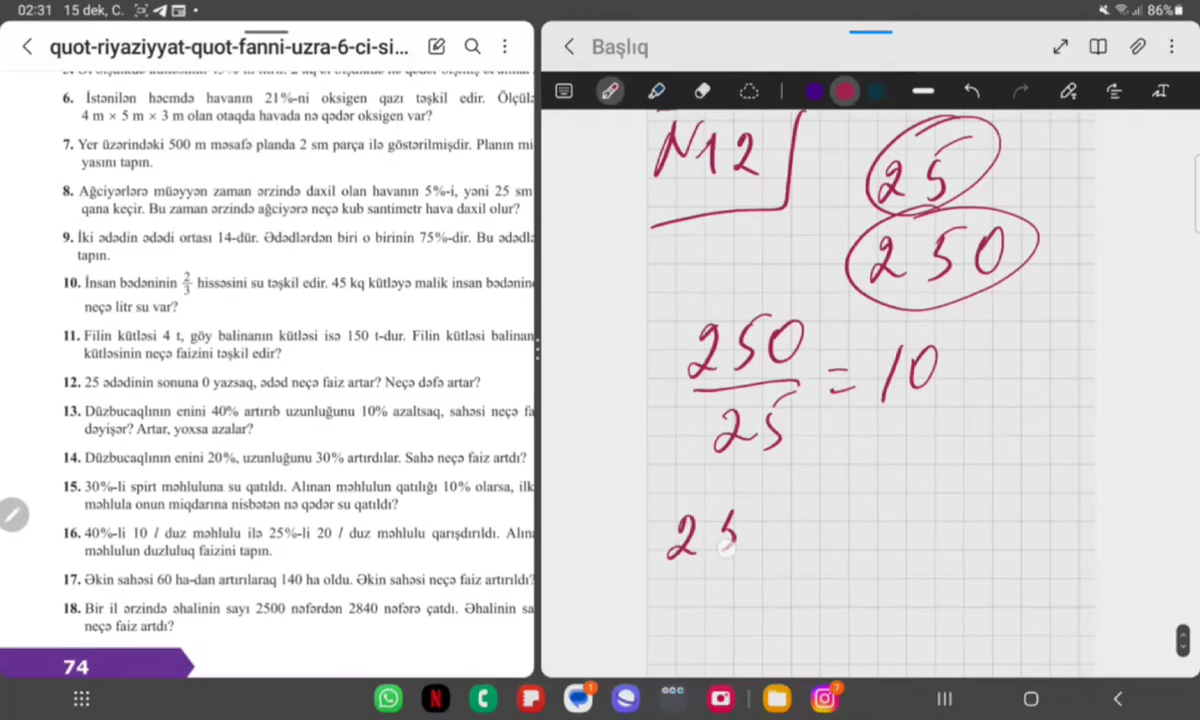 02:31 15 dek, C. 86%
quot-riyaziyyat-quot-fanni-uzra-6-ci-si...
6. İstənilən həcmdə havanın 21%-ni oksigen qazı təşkil edir. Ölçülə
4 m × 5 m × 3 m olan otaqda havada nə qədər oksigen var?
7. Yer üzərindəki 500 m məsafə planda 2 sm parça ilə göstərilmişdir. Planın mi
yasını tapın.
8. Ağciyərlərə müəyyən zaman ərzində daxil olan havanın 5%-i, yəni 25 sm
qana keçir. Bu zaman ərzində ağciyərə neçə kub santimetr hava daxil olur?
9. İki ədədin ədədi ortası 14-dür. Ədədlərdən biri o birinin 75%-dir. Bu ədədlə
tapın.
10. İnsan bədəninin 2/3 hissəsini su təşkil edir. 45 kq kütləyə malik insan bədənin
neçə litr su var?
11. Filin kütləsi 4 t, göy balinanın kütləsi isə 150 t-dur. Filin kütləsi balinan
kütləsinin neçə faizini təşkil edir?
12. 25 ədədinin sonuna 0 yazsaq, ədəd neçə faiz artar? Neçə dəfə artar?
13. Düzbucaqlının enini 40% artırıb uzunluğunu 10% azaltsaq, sahəsi neçə fa
dəyişər? Artar, yoxsa azalar?
14. Düzbucaqlının enini 20%, uzunluğunu 30% artırdılar. Sahə neçə faiz artdı?
15. 30%-li spirt məhluluna su qatıldı. Alınan məhlulun qatılığı 10% olarsa, ilk
məhlula onun miqdarına nisbətən nə qədər su qatıldı?
16. 40%-li 10 l duz məhlulu ilə 25%-li 20 l duz məhlulu qarışdırıldı. Alın
məhlulun duzluluq faizini tapın.
17. Əkin sahəsi 60 ha-dan artırılaraq 140 ha oldu. Əkin sahəsi neçə faiz artırıldı?
18. Bir il ərzində əhalinin sayı 2500 nəfərdən 2840 nəfərə çatdı. Əhalinin sa
neçə faiz artdı?
74
Başlıq
N12
25
250
250/25 = 10
2
1
7